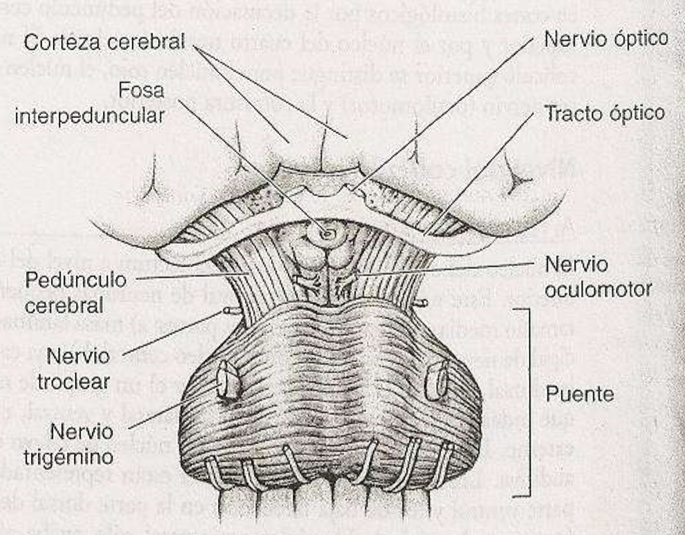 Corteza cerebral
Nervio óptico
Fosa
interpeduncular
Tracto óptico
Pedúnculo
cerebral
Nervio
oculomotor
Nervio
troclear
Puente
Nervio
trigémino